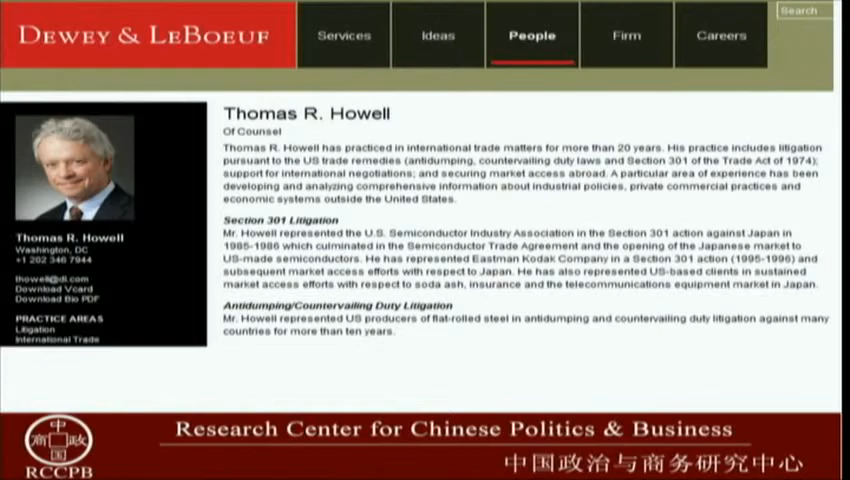 DEWEY & LEBOEUF
Services
Ideas
People
Firm
Careers
Search
Thomas R. Howell
Of Counsel
Thomas R. Howell has practiced in international trade matters for more than 20 years. His practice includes litigation
pursuant to the US trade remedies (antidumping, countervailing duty laws and Section 301 of the Trade Act of 1974);
support for international negotiations; and securing market access abroad. A particular area of experience has been
developing and analyzing comprehensive information about industrial policies, private commercial practices and
economic systems outside the United States.
Section 301 Litigation
Mr. Howell represented the U.S. Semiconductor Industry Association in the Section 301 action against Japan in
1985-1986 which culminated in the Semiconductor Trade Agreement and the opening of the Japanese market to
US-made semiconductors. He has represented Eastman Kodak Company in a Section 301 action (1995-1996) and
subsequent market access efforts with respect to Japan. He has also represented US-based clients in sustained
market access efforts with respect to soda ash, insurance and the telecommunications equipment market in Japan.
Antidumping/Countervailing Duty Litigation
Mr. Howell represented US producers of flat-rolled steel in antidumping and countervailing duty litigation against many
countries for more than ten years.
Thomas R. Howell
Washington, DC
+1 202 346 7944
thowell@dl.com
Download Vcard
Download Bio PDF
PRACTICE AREAS
Litigation
International Trade
中
商 政
国
RCCPB
Research Center for Chinese Politics & Business
中国政治与商务研究中心